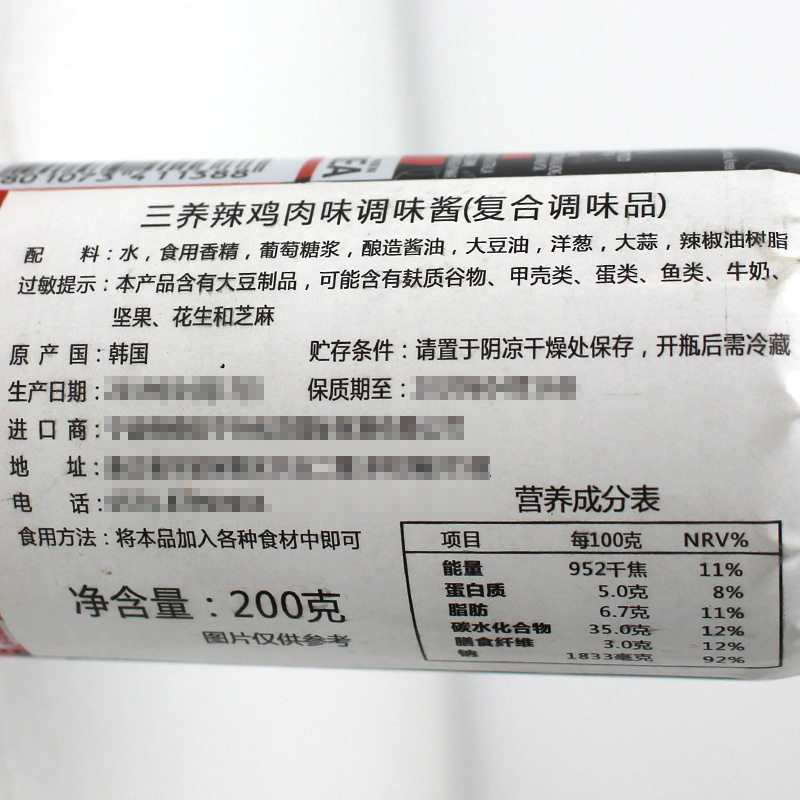 801073 411388
EA
三养辣鸡肉味调味酱(复合调味品)
配 料：水，食用香精，葡萄糖浆，酿造酱油，大豆油，洋葱，大蒜，辣椒油树脂
过敏提示：本产品含有大豆制品，可能含有麸质谷物、甲壳类、蛋类、鱼类、牛奶、
坚果、花生和芝麻
原 产 国：韩国 贮存条件：请置于阴凉干燥处保存，开瓶后需冷藏
生产日期： 保质期至：
进 口 商：
地 址：
电 话：
食用方法：将本品加入各种食材中即可
净含量：200克
图片仅供参考
营养成分表
项目 每100克 NRV%
能量 952千焦 11%
蛋白质 5.0克 8%
脂肪 6.7克 11%
碳水化合物 35.0克 12%
膳食纤维 3.0克 12%
钠 1833毫克 92%